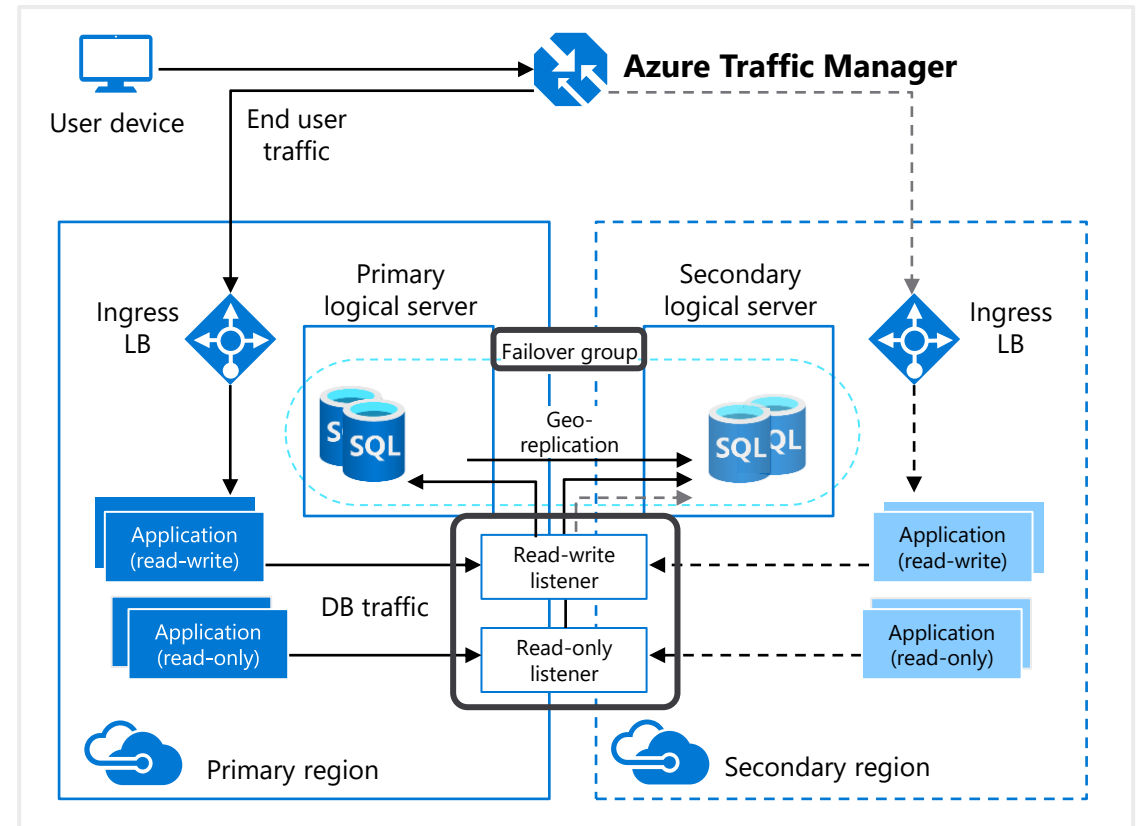 Azure Traffic Manager
User device
End user
traffic
Primary
logical server
Secondary
logical server
Ingress
LB
Ingress
LB
Failover group
Geo-
replication
SQL
SQL
SQL
SQL
Application
(read-write)
Read-write
listener
Application
(read-write)
DB traffic
Application
(read-only)
Read-only
listener
Application
(read-only)
Primary region
Secondary region